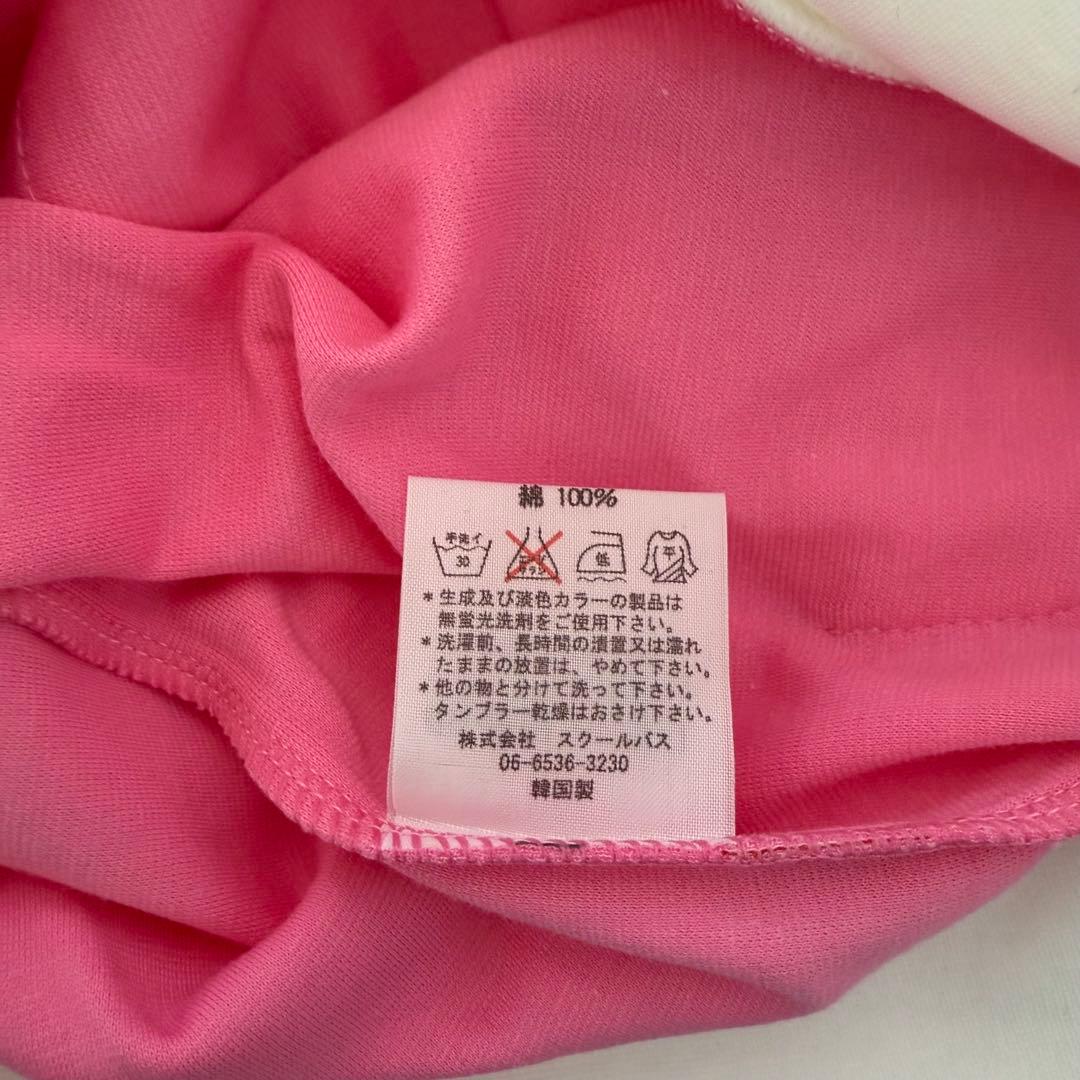 綿 100%
手洗イ
30
低
平
*生成及び淡色カラーの製品は
無蛍光洗剤をご使用下さい。
*洗濯前、長時間の漬置又は濡れ
たままの放置は、やめて下さい。
*他の物と分けて洗って下さい。
タンブラー乾燥はおさけ下さい。
株式会社 スクールバス
06-6536-3230
韓国製